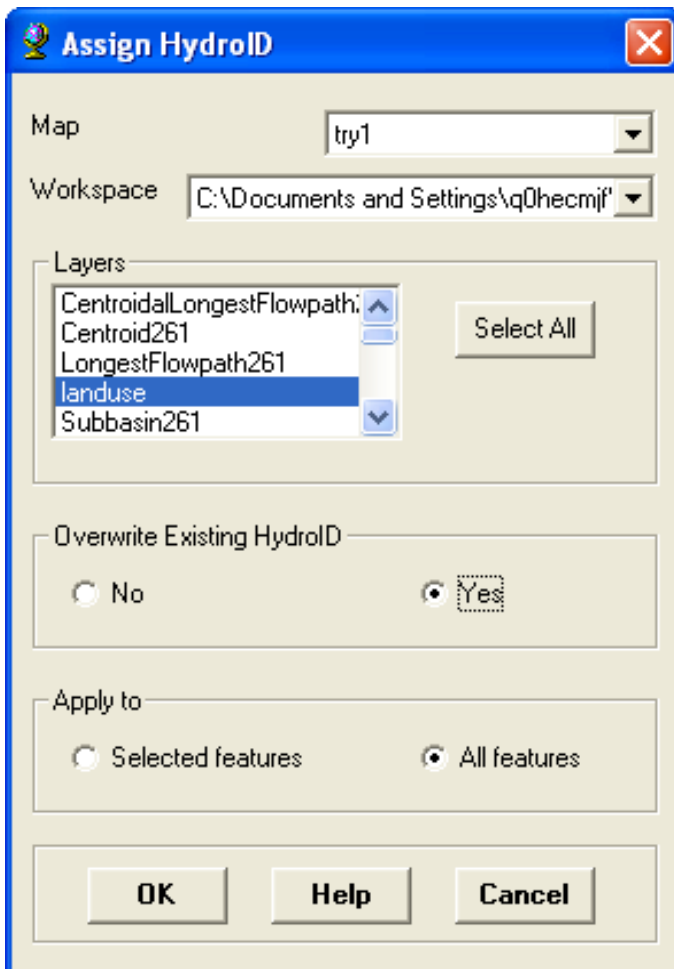 Assign HydroID
Map try1
Workspace C:\Documents and Settings\q0hecmjf'
Layers
CentroidalLongestFlowpath2
Centroid261
LongestFlowpath261
landuse
Subbasin261
Select All
Overwrite Existing HydroID
No Yes
Apply to
Selected features All features
OK Help Cancel